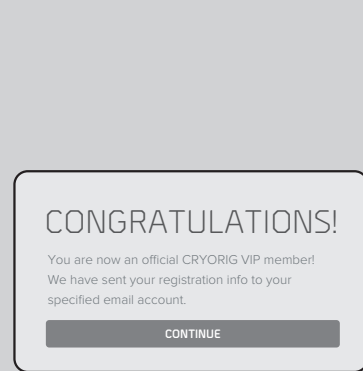 CONGRATULATIONS!
You are now an official CRYORIG VIP member!
We have sent your registration info to your
specified email account.
CONTINUE